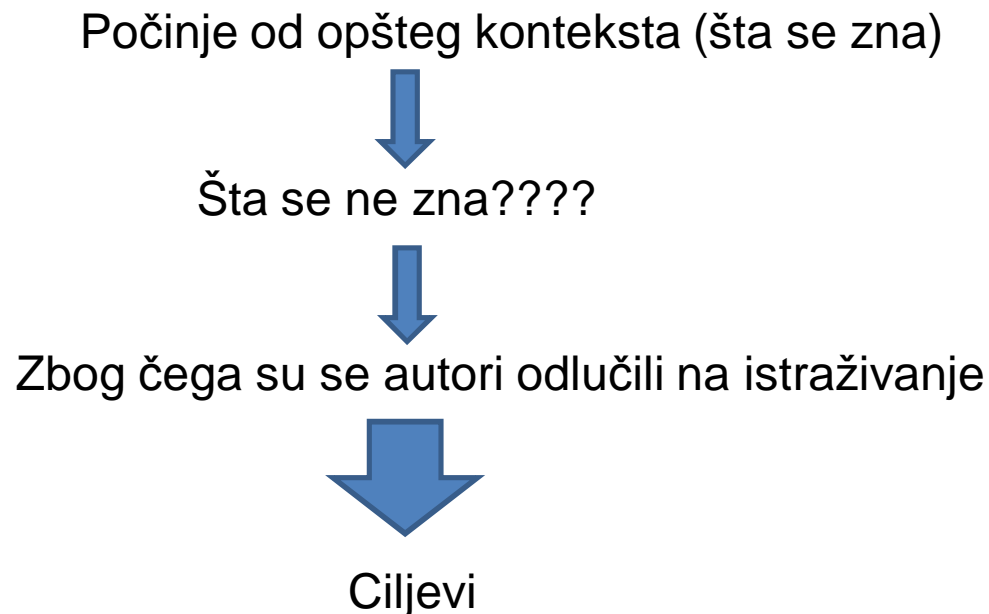 Počinje od opšteg konteksta (šta se zna)
Šta se ne zna????
Zbog čega su se autori odlučili na istraživanje
Ciljevi